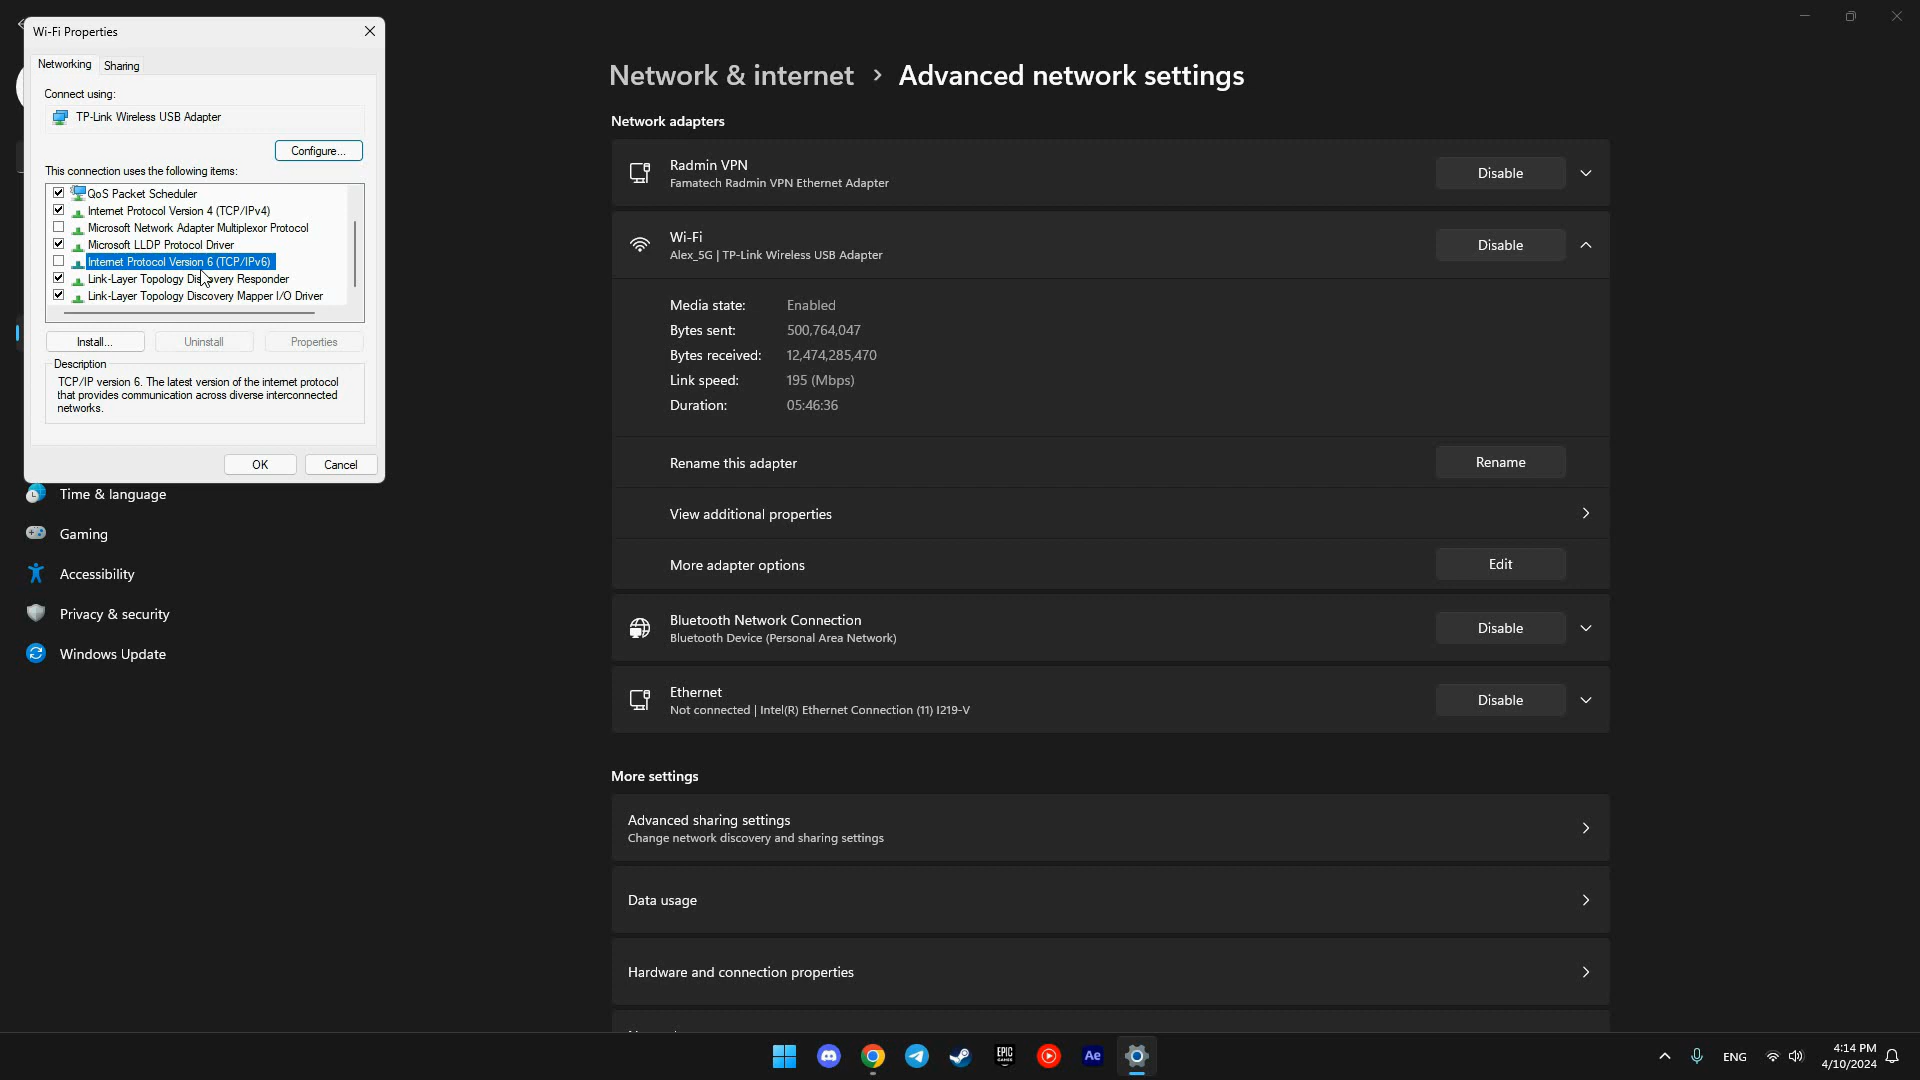 Wi-Fi Properties
Networking
Sharing
Connect using:
TP-Link Wireless USB Adapter
Configure...
This connection uses the following items:
QoS Packet Scheduler
Internet Protocol Version 4 (TCP/IPv4)
Microsoft Network Adapter Multiplexor Protocol
Microsoft LLDP Protocol Driver
Internet Protocol Version 6 (TCP/IPv6)
Link-Layer Topology Discovery Responder
Link-Layer Topology Discovery Mapper I/O Driver
Install...
Uninstall
Properties
Description
TCP/IP version 6. The latest version of the internet protocol
that provides communication across diverse interconnected
networks.
OK
Cancel
Time & language
Gaming
Accessibility
Privacy & security
Windows Update
Network & internet > Advanced network settings
Network adapters
Radmin VPN
Famatech Radmin VPN Ethernet Adapter
Disable
Wi-Fi
Alex_5G | TP-Link Wireless USB Adapter
Disable
Media state: Enabled
Bytes sent: 500,764,047
Bytes received: 12,474,285,470
Link speed: 195 (Mbps)
Duration: 05:46:36
Rename this adapter
Rename
View additional properties
More adapter options
Edit
Bluetooth Network Connection
Bluetooth Device (Personal Area Network)
Disable
Ethernet
Not connected | Intel(R) Ethernet Connection (11) I219-V
Disable
More settings
Advanced sharing settings
Change network discovery and sharing settings
Data usage
Hardware and connection properties
EPIC
GAMES
Ae
ENG
4:14 PM
4/10/2024